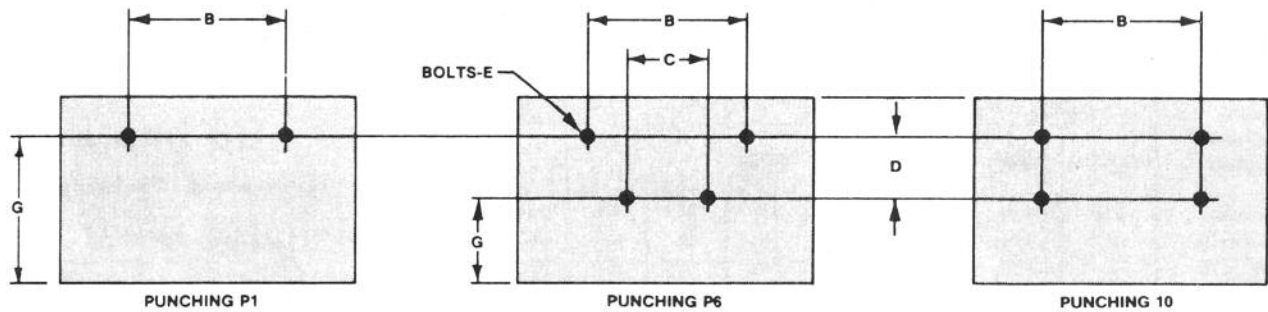 B
B
B
C
BOLTS-E
D
G
G
PUNCHING P1
PUNCHING P6
PUNCHING 10